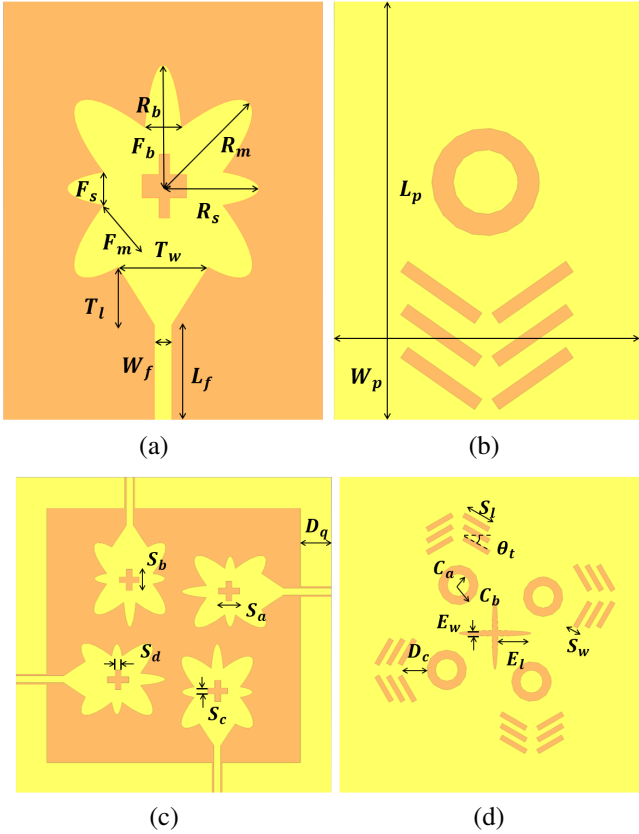 R_b
F_b
R_m
F_s
R_s
F_m
T_w
T_l
W_f
L_f
L_p
W_p
(a)
(b)
D_q
S_b
S_a
S_d
S_c
S_l
θ_t
C_a
C_b
E_w
S_w
D_c
E_l
(c)
(d)